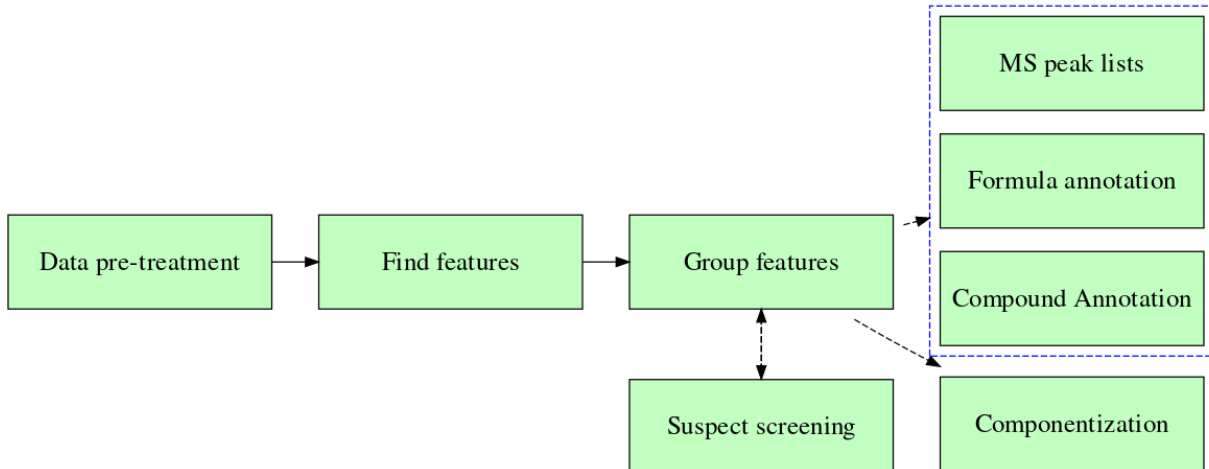 MS peak lists
Formula annotation
Data pre-treatment
Find features
Group features
Compound Annotation
Suspect screening
Componentization